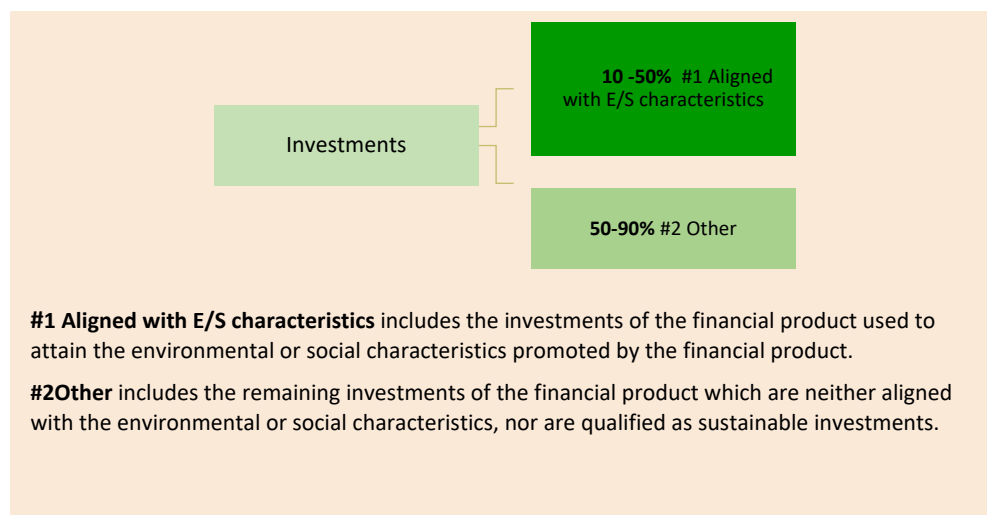 10 -50% #1 Aligned
with E/S characteristics
Investments
50-90% #2 Other
#1 Aligned with E/S characteristics includes the investments of the financial product used to
attain the environmental or social characteristics promoted by the financial product.
#2Other includes the remaining investments of the financial product which are neither aligned
with the environmental or social characteristics, nor are qualified as sustainable investments.